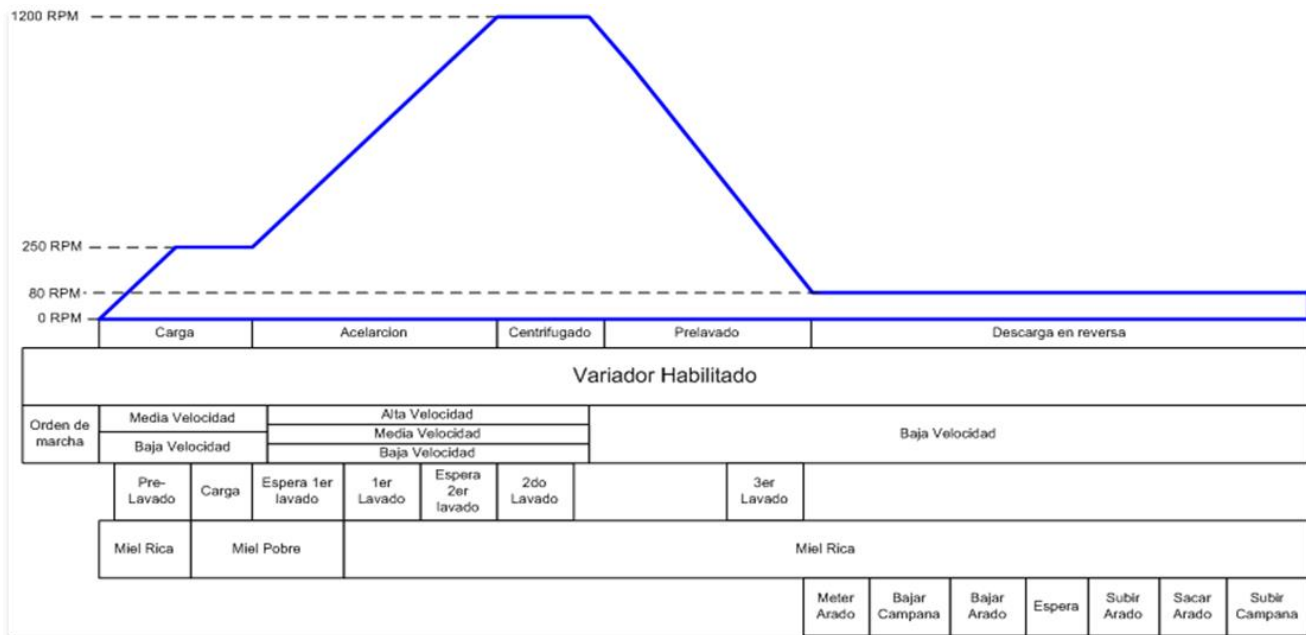 1200 RPM
250 RPM
80 RPM
0 RPM
Carga
Acelarcion
Centrifugado
Prelavado
Descarga en reversa
Variador Habilitado
Orden de
marcha
Media Velocidad
Baja Velocidad
Alta Velocidad
Media Velocidad
Baja Velocidad
Baja Velocidad
Pre-
Lavado
Carga
Espera 1er
lavado
1er
Lavado
Espera
2er
lavado
2do
Lavado
3er
Lavado
Miel Rica
Miel Pobre
Miel Rica
Meter
Arado
Bajar
Campana
Bajar
Arado
Espera
Subir
Arado
Sacar
Arado
Subir
Campana